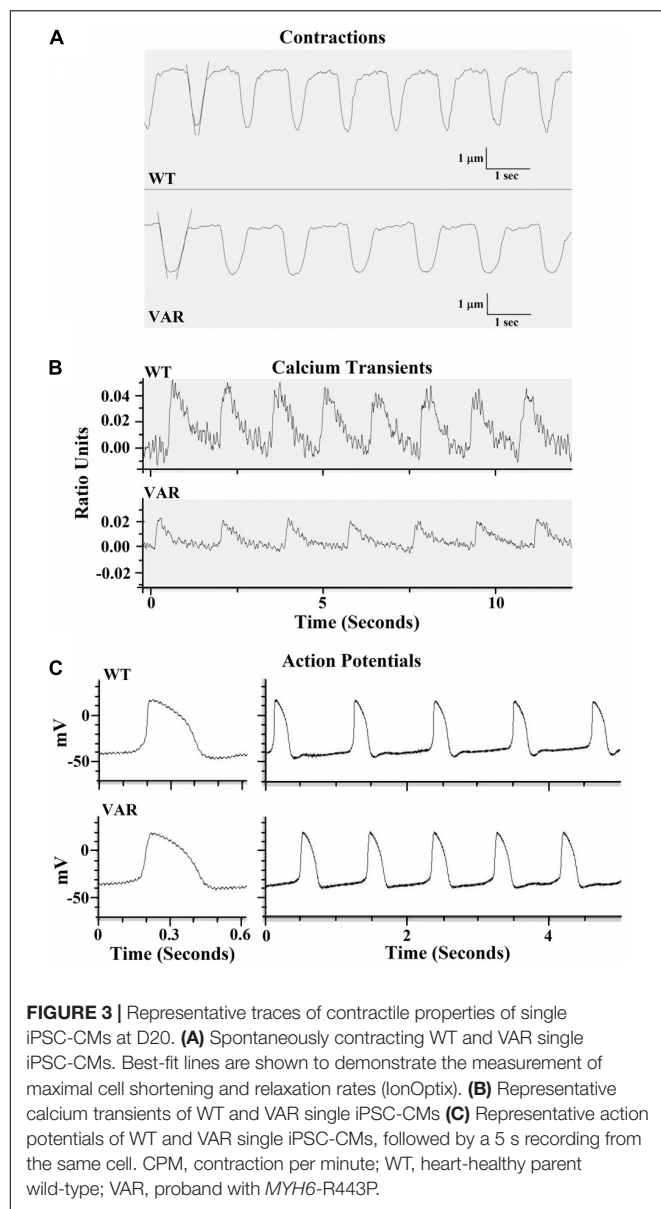 A
Contractions
1 μm
1 sec
WT
1 μm
1 sec
VAR
B
WT
Calcium Transients
0.04
0.02
0.00
VAR
0.02
0.00
-0.02
Ratio Units
0 5 10
Time (Seconds)
C
Action Potentials
WT
0
-50
mV
VAR
0
-50
mV
0 0.3 0.6
Time (Seconds)
0 2 4
Time (Seconds)
FIGURE 3 | Representative traces of contractile properties of single
iPSC-CMs at D20. (A) Spontaneously contracting WT and VAR single
iPSC-CMs. Best-fit lines are shown to demonstrate the measurement of
maximal cell shortening and relaxation rates (IonOptix). (B) Representative
calcium transients of WT and VAR single iPSC-CMs (C) Representative action
potentials of WT and VAR single iPSC-CMs, followed by a 5 s recording from
the same cell. CPM, contraction per minute; WT, heart-healthy parent
wild-type; VAR, proband with MYH6-R443P.